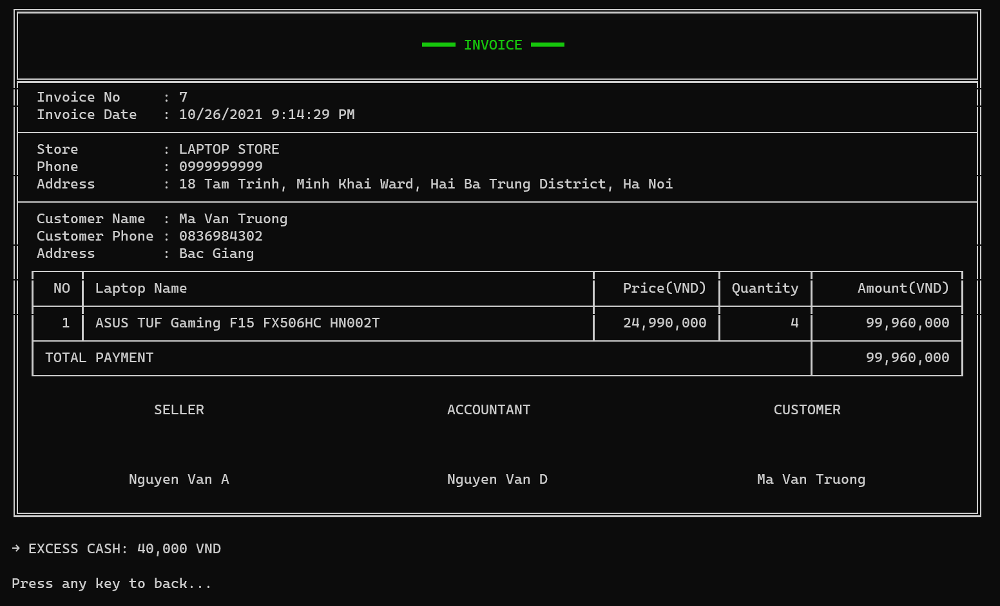 INVOICE
Invoice No : 7
Invoice Date : 10/26/2021 9:14:29 PM
Store : LAPTOP STORE
Phone : 0999999999
Address : 18 Tam Trinh, Minh Khai Ward, Hai Ba Trung District, Ha Noi
Customer Name : Ma Van Truong
Customer Phone : 0836984302
Address : Bac Giang
NO Laptop Name Price(VND) Quantity Amount(VND)
1 ASUS TUF Gaming F15 FX506HC HN002T 24,990,000 4 99,960,000
TOTAL PAYMENT 99,960,000
SELLER ACCOUNTANT CUSTOMER
Nguyen Van A Nguyen Van D Ma Van Truong
→ EXCESS CASH: 40,000 VND
Press any key to back...